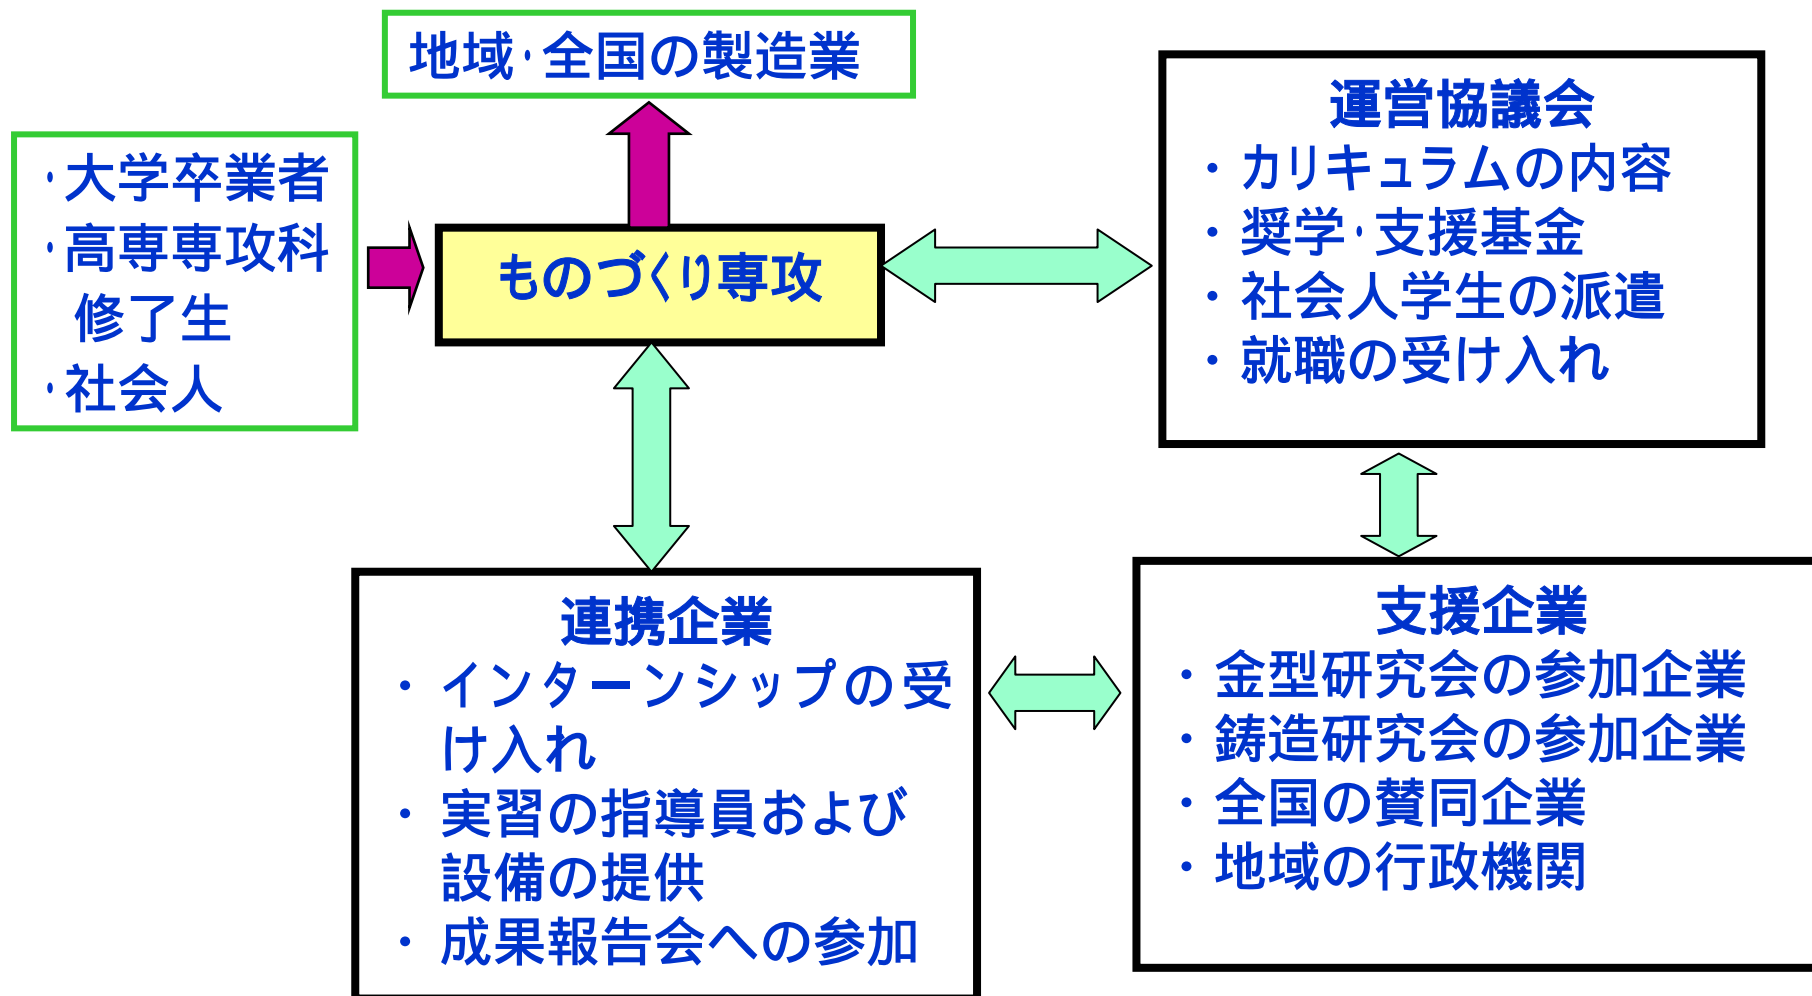 地域・全国の製造業
・大学卒業者
・高専専攻科
修了生
・社会人
ものづくり専攻
運営協議会
・カリキュラムの内容
・奨学・支援基金
・社会人学生の派遣
・就職の受け入れ
連携企業
・インターンシップの受
け入れ
・実習の指導員および
設備の提供
・成果報告会への参加
支援企業
・金型研究会の参加企業
・鋳造研究会の参加企業
・全国の賛同企業
・地域の行政機関